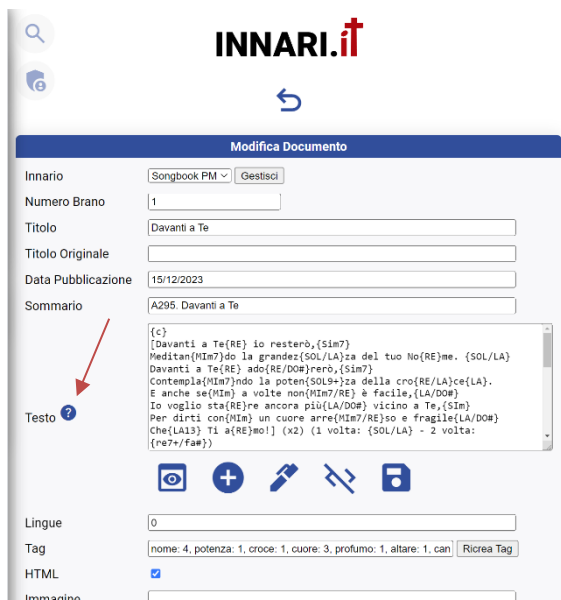 INNARI.it
Modifica Documento
Innario Songbook PM Gestisci
Numero Brano 1
Titolo Davanti a Te
Titolo Originale
Data Pubblicazione 15/12/2023
Sommario A295. Davanti a Te
{c}
[Davanti a Te{RE} io resterò,{Sim7}
Meditan{MIm7}do la grandez{SOL/LA}za del tuo No{RE}me. {SOL/LA}
Davanti a Te{RE} ado{RE/DO#}rerò,{Sim7}
Contempla{MIm7}ndo la poten{SOL9+}za della cro{RE/LA}ce{LA}.
E anche se{MIm} a volte non{MIm7/RE} è facile,{LA/DO#}
Io voglio sta{RE}re ancora più{LA/DO#} vicino a Te,{SIm}
Per dirti con{MIm} un cuore arre{MIm7/RE}so e fragile{LA/DO#}
Che{LA13} Ti a{RE}mo!] (x2) (1 volta: {SOL/LA} - 2 volta:
{re7+/fa#})
Testo ?
Lingue 0
Tag nome: 4, potenza: 1, croce: 1, cuore: 3, profumo: 1, altare: 1, can Ricrea Tag
HTML
Immagine